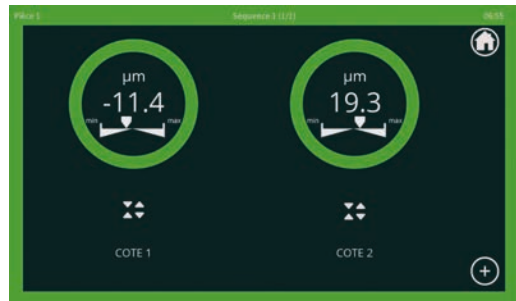 Pièce 1 Séquence 1 (1/1) 06:55
µm µm
-11.4 19.3
min max min max
COTE 1 COTE 2